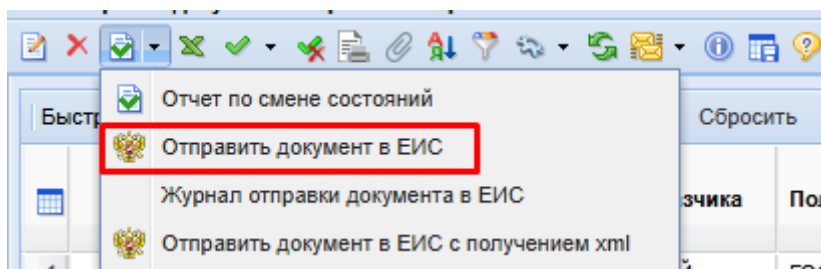 Отчет по смене состояний
Быстр
Сбросить
Отправить документ в ЕИС
Журнал отправки документа в ЕИС
зчика
Отправить документ в ЕИС с получением xml